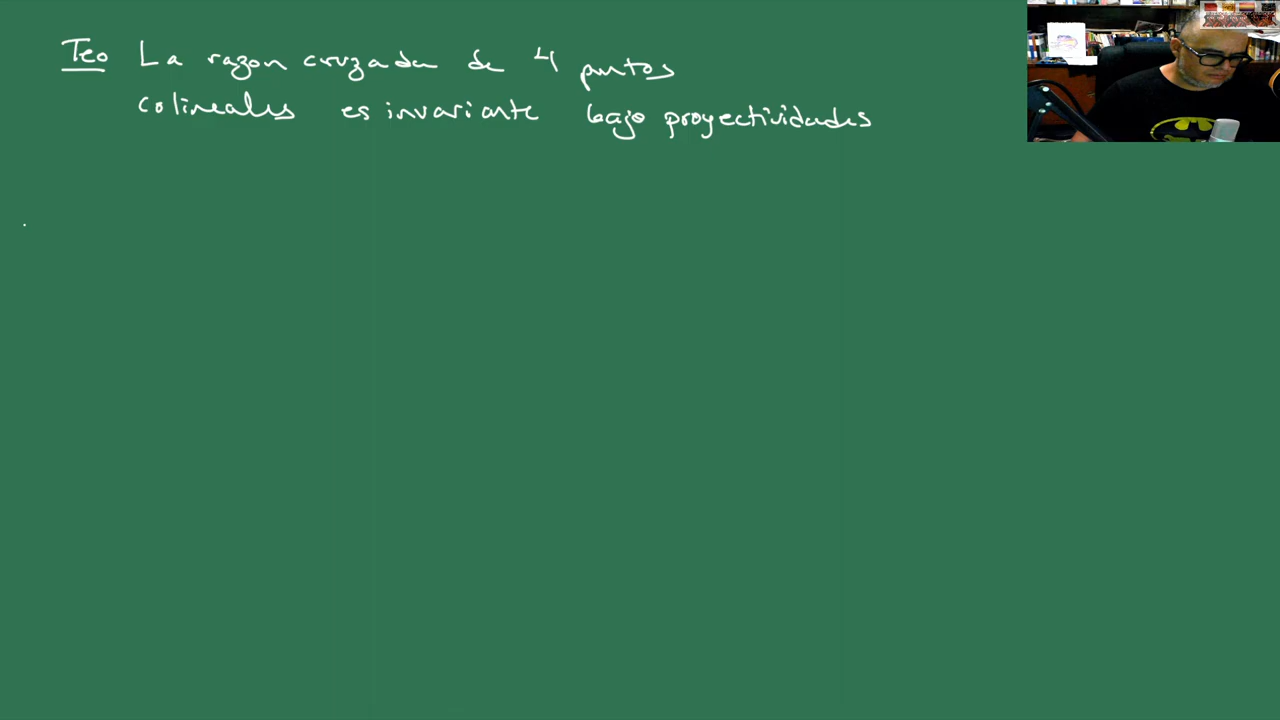 Teo La razon cruzada de 4 puntos
colineales es invariante bajo proyectividades